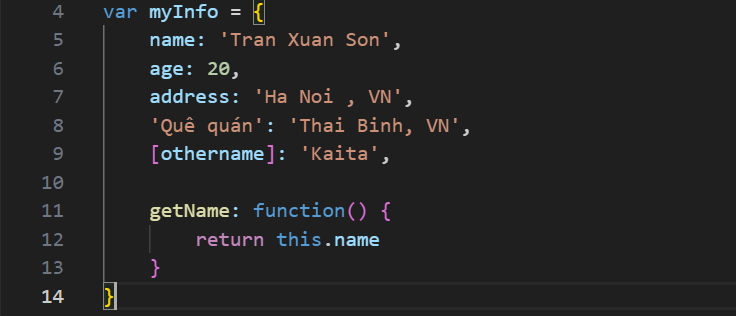 4 var myInfo = {
5 name: 'Tran Xuan Son',
6 age: 20,
7 address: 'Ha Noi , VN',
8 'Quê quán': 'Thai Binh, VN',
9 [othername]: 'Kaita',
10
11 getName: function() {
12 return this.name
13 }
14 }